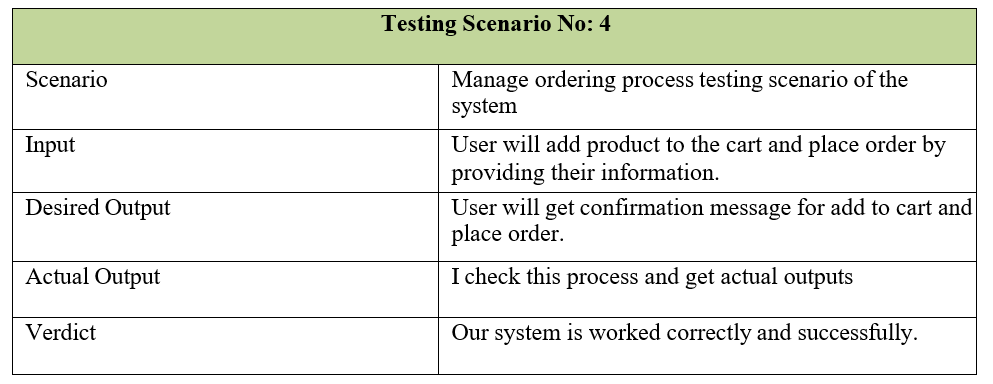 Testing Scenario No: 4
Scenario
Manage ordering process testing scenario of the
system
Input
User will add product to the cart and place order by
providing their information.
Desired Output
User will get confirmation message for add to cart and
place order.
Actual Output
I check this process and get actual outputs
Verdict
Our system is worked correctly and successfully.